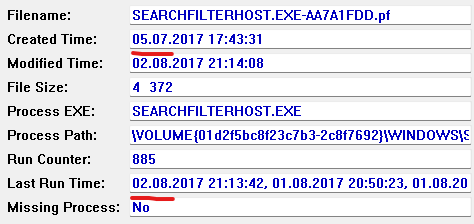 Filename: SEARCHFILTERHOST.EXE-AA7A1FDD.pf
Created Time: 05.07.2017 17:43:31
Modified Time: 02.08.2017 21:14:08
File Size: 4 372
Process EXE: SEARCHFILTERHOST.EXE
Process Path: \VOLUME{01d2f5bc8f23c7b3-2c8f7692}\WINDOWS\S
Run Counter: 885
Last Run Time: 02.08.2017 21:13:42, 01.08.2017 20:50:23, 01.08.20
Missing Process: No